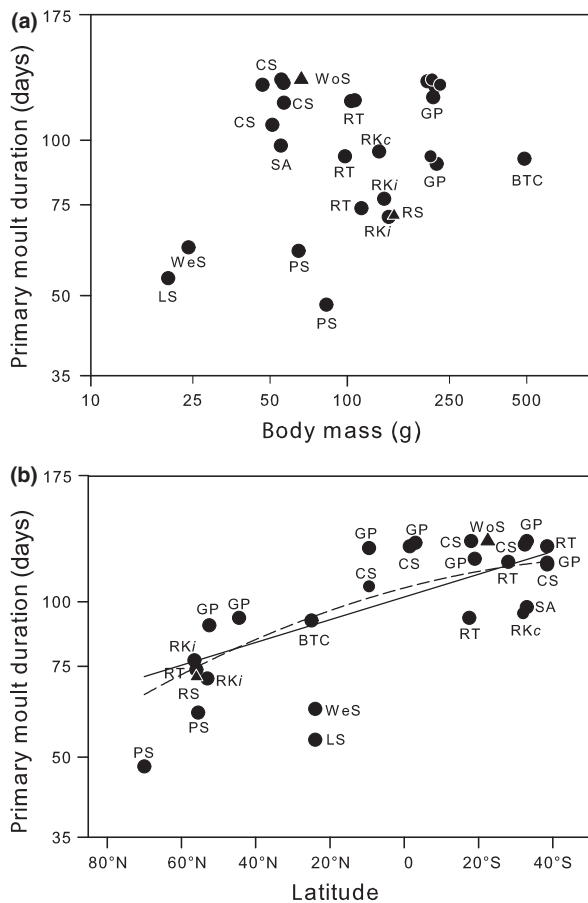 (a)
175
100
75
50
35
Primary moult duration (days)
CS
WoS
CS
CS
SA
RT
RKc
RT
GP
GP
BTC
RKi
RT
RS
RKi
WeS
LS
PS
PS
10
25
50
100
250
500
Body mass (g)
(b)
175
100
75
50
35
Primary moult duration (days)
GP
GP
CS
CS
WoS
GP
CS
GP
RT
GP
CS
RT
CS
GP
GP
BTC
RT
SA
RKc
RKi
RT
RS
RKi
PS
PS
WeS
LS
80°N
60°N
40°N
20°N
0
20°S
40°S
Latitude